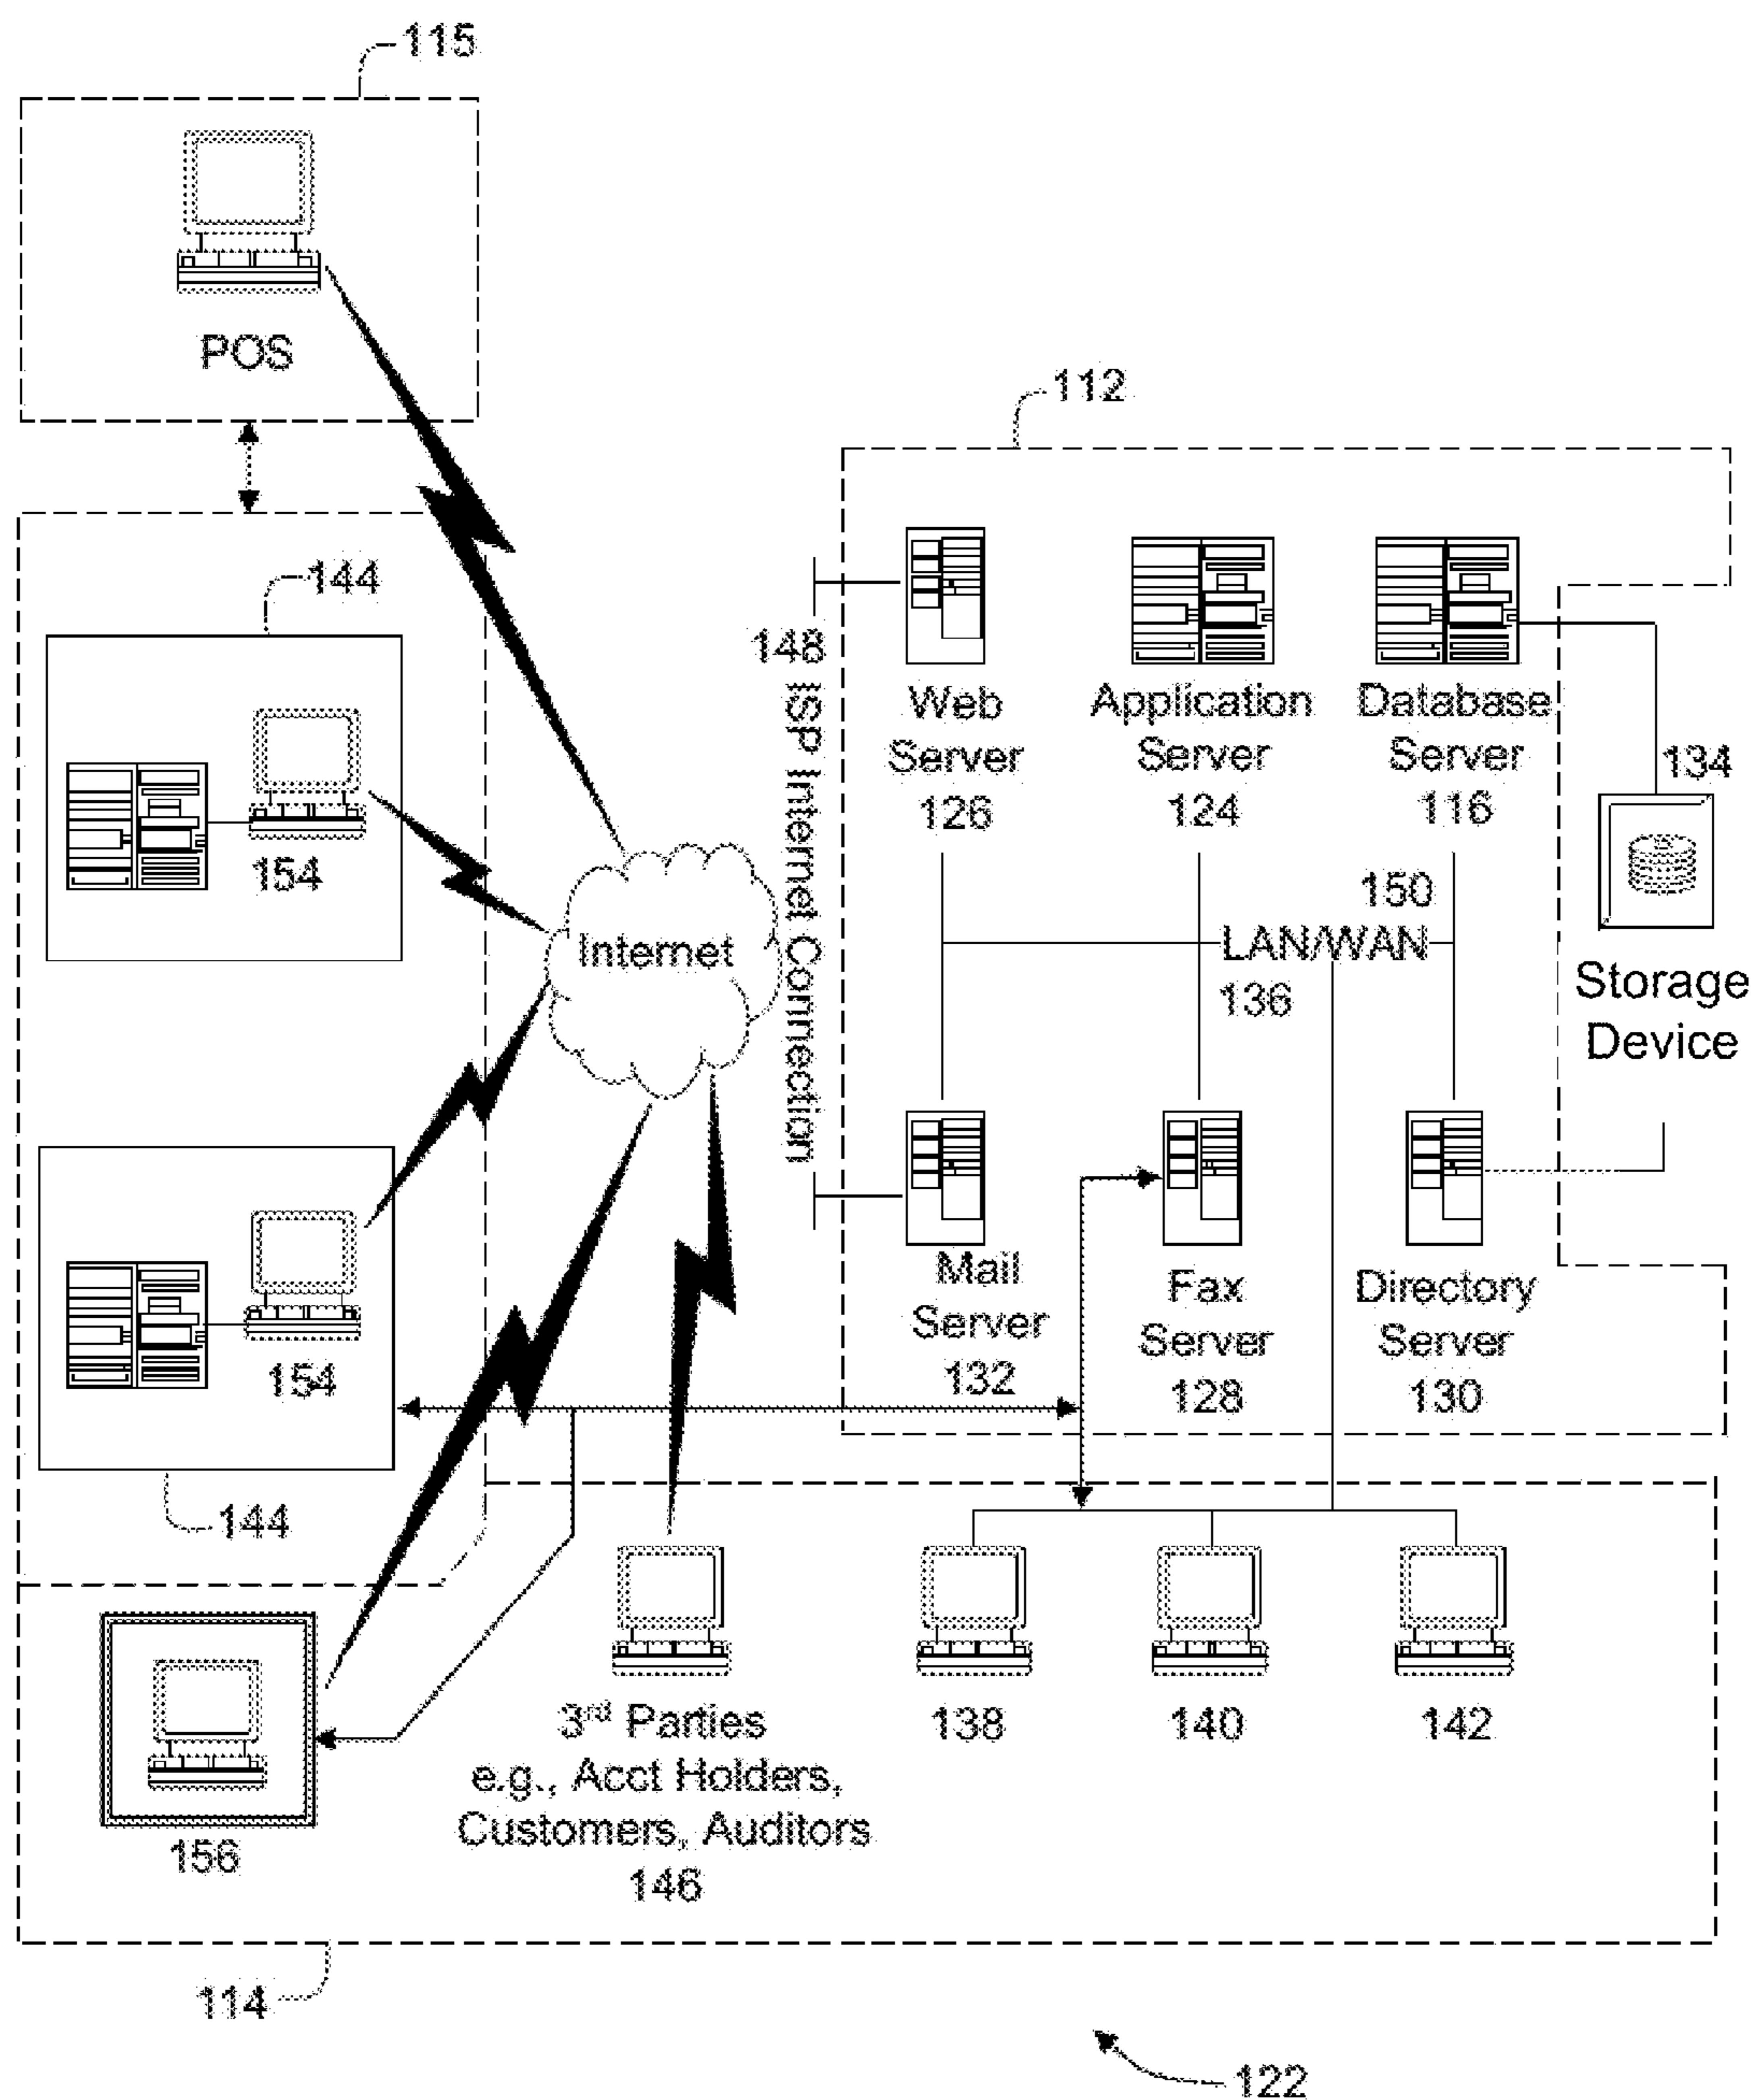 115
POS
112
144
148 ISP Internet Connection
Web
Server
126
Application
Server
124
Database
Server
116
134
154
150
Internet
LAN/WAN
136
Storage
Device
Mail
Server
132
Fax
Server
128
Directory
Server
130
154
144
3rd Parties
e.g., Acct Holders,
Customers, Auditors
146
138
140
142
156
114
122